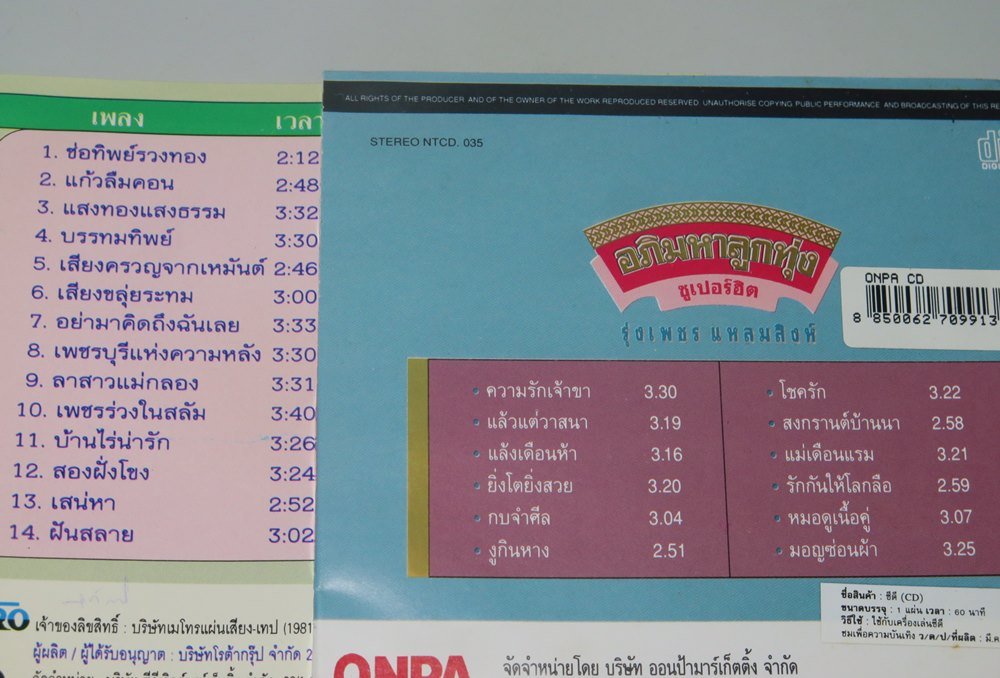 เพลง เวลา
1. ช่อทิพย์รวงทอง 2:12
2. แก้วลืมคอน 2:48
3. แสงทองแสงธรรม 3:32
4. บรรทมทิพย์ 3:30
5. เสียงครวญจากเหมันต์ 2:46
6. เสียงขลุ่ยระทม 3:00
7. อย่ามาคิดถึงฉันเลย 3:33
8. เพชรบุรีแห่งความหลัง 3:30
9. ลาสาวแม่กลอง 3:31
10. เพชรร่วงในสลัม 3:40
11. บ้านไร่น่ารัก 3:26
12. สองฝั่งโขง 3:24
13. เสน่หา 2:52
14. ฝันสลาย 3:02
เจ้าของลิขสิทธิ์ : บริษัทเมโทรแผ่นเสียง-เทป (1981
ผู้ผลิต / ผู้ได้รับอนุญาต : บริษัทโรต้ากรุ๊ป จำกัด 2
ALL RIGHTS OF THE PRODUCER AND OF THE OWNER OF THE WORK REPRODUCED RESERVED. UNAUTHORISE COPYING PUBLIC PERFORMANCE AND BROADCASTING OF THIS RE
STEREO NTCD. 035
อภิมหาลูกทุ่ง
ซูเปอร์ฮิต
รุ่งเพชร แหลมสิงห์
ONPA CD
8 850062 709913
ความรักเจ้าขา 3.30
แล้วแต่วาสนา 3.19
แล้งเดือนห้า 3.16
ยิ่งโตยิ่งสวย 3.20
กบจำศีล 3.04
งูกินหาง 2.51
โชครัก 3.22
สงกรานต์บ้านนา 2.58
แม่เดือนแรม 3.21
รักกันให้โลกลือ 2.59
หมอดูเนื้อคู่ 3.07
มอญซ่อนผ้า 3.25
ชื่อสินค้า : ซีดี (CD)
ขนาดบรรจุ : 1 แผ่น เวลา : 60 นาที
วิธีใช้ : ใช้กับเครื่องเล่นซีดี
ชมเพื่อความบันเทิง ว/ด/ป/ที่ผลิต : มี.ค
ONPA จัดจำหน่ายโดย บริษัท ออนป้ามาร์เก็ตติ้ง จำกัด